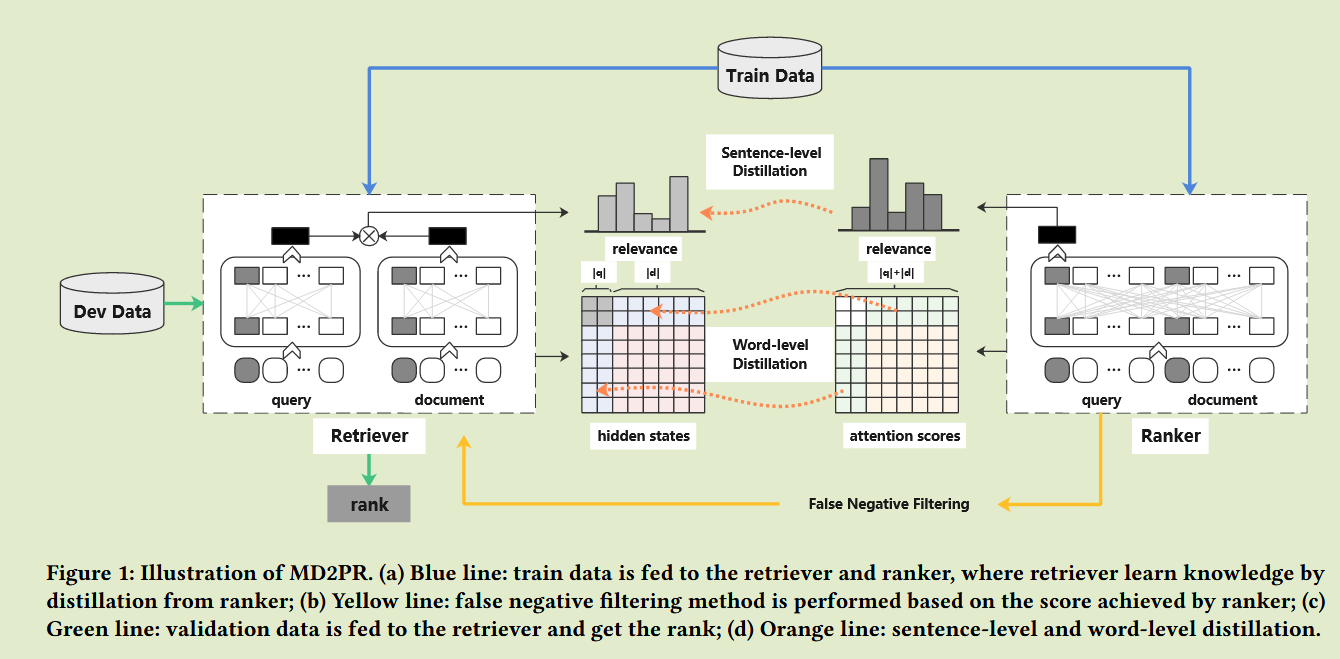 Train Data
Sentence-level
Distillation
relevance
relevance
|q|
|d|
|q|+|d|
Dev Data
Word-level
Distillation
...
...
...
...
...
...
...
...
...
...
...
...
query
document
query
document
Retriever
hidden states
attention scores
Ranker
rank
False Negative Filtering
Figure 1: Illustration of MD2PR. (a) Blue line: train data is fed to the retriever and ranker, where retriever learn knowledge by
distillation from ranker; (b) Yellow line: false negative filtering method is performed based on the score achieved by ranker; (c)
Green line: validation data is fed to the retriever and get the rank; (d) Orange line: sentence-level and word-level distillation.